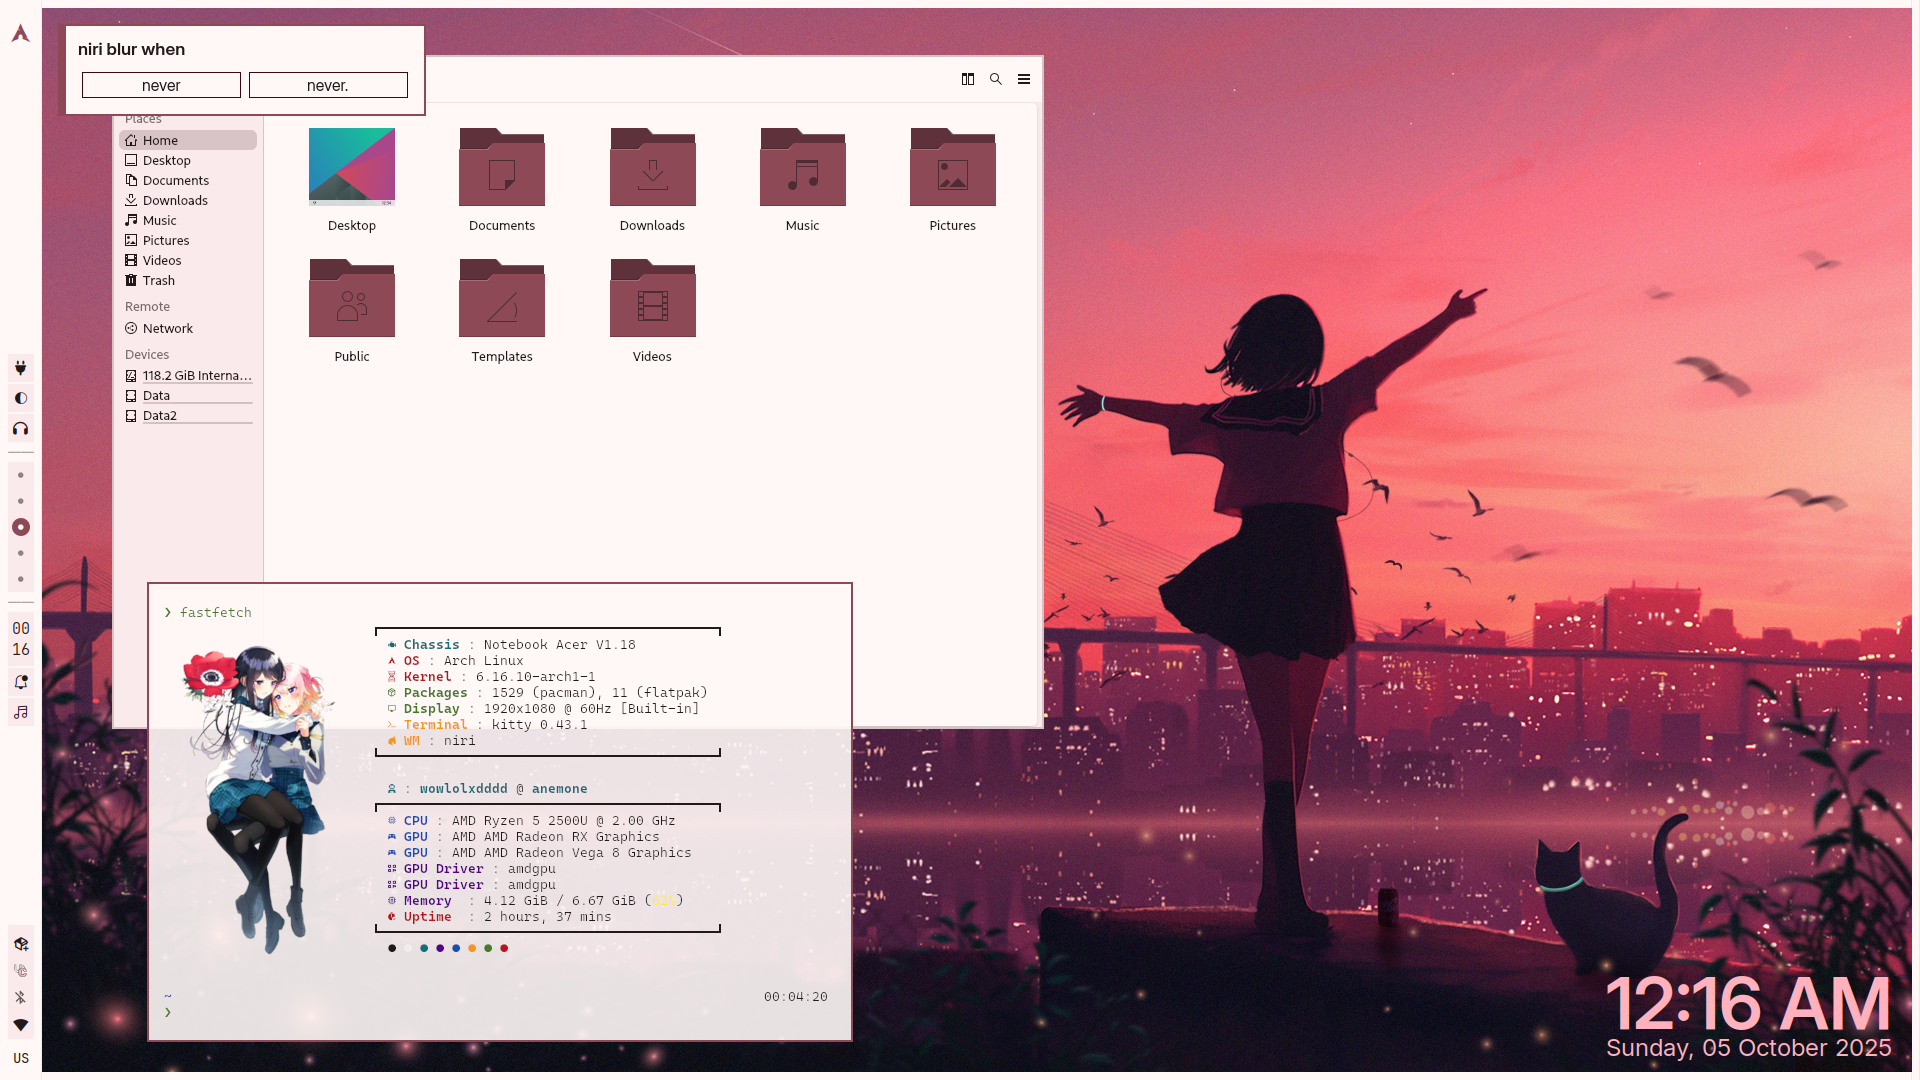 niri blur when
never never.
Places
Home
Desktop
Documents
Downloads
Music
Pictures
Videos
Trash
Remote
Network
Devices
118.2 GiB Interna...
Data
Data2
Desktop Documents Downloads Music Pictures
Public Templates Videos
00
16
US
❯ fastfetch
Chassis : Notebook Acer V1.18
OS : Arch Linux
Kernel : 6.16.10-arch1-1
Packages : 1529 (pacman), 11 (flatpak)
Display : 1920x1080 @ 60Hz [Built-in]
Terminal : kitty 0.43.1
WM : niri
: wowlolxdddd @ anemone
CPU : AMD Ryzen 5 2500U @ 2.00 GHz
GPU : AMD AMD Radeon RX Graphics
GPU : AMD AMD Radeon Vega 8 Graphics
GPU Driver : amdgpu
GPU Driver : amdgpu
Memory : 4.12 GiB / 6.67 GiB ()
Uptime : 2 hours, 37 mins
~ 00:04:20
❯
12:16 AM
Sunday, 05 October 2025